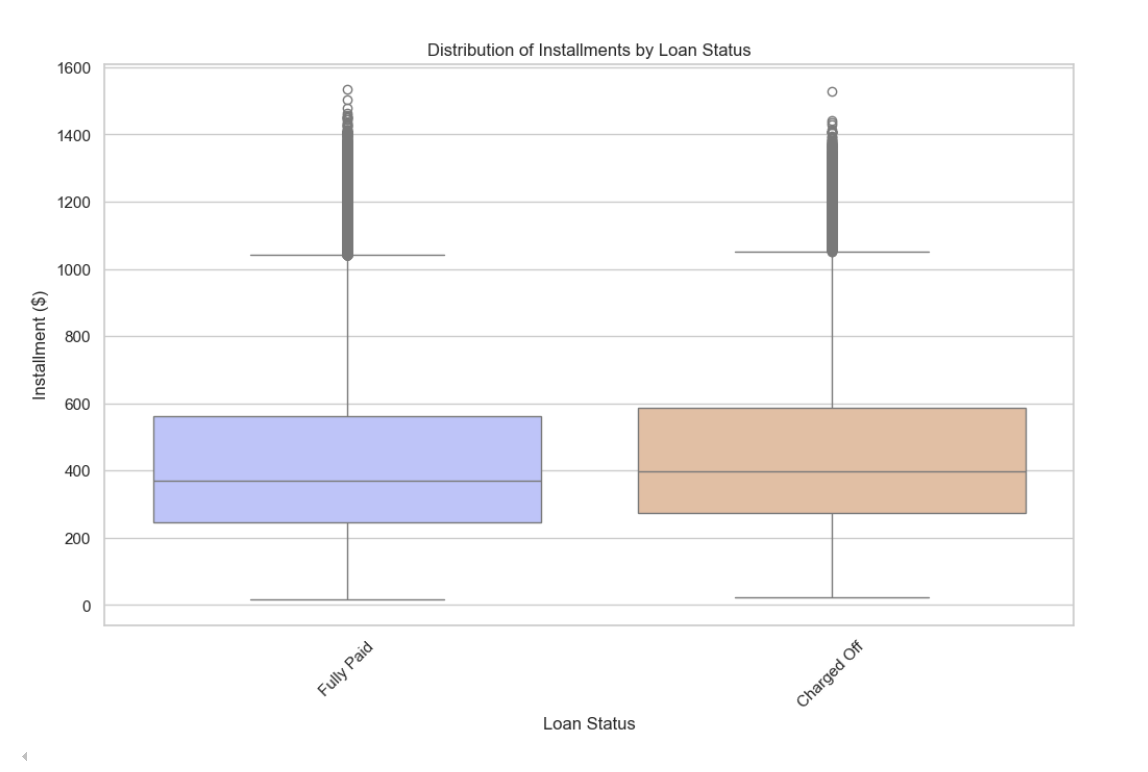 Distribution of Installments by Loan Status
1600
1400
1200
1000
800
600
400
200
0
Installment ($)
Fully Paid
Charged Off
Loan Status